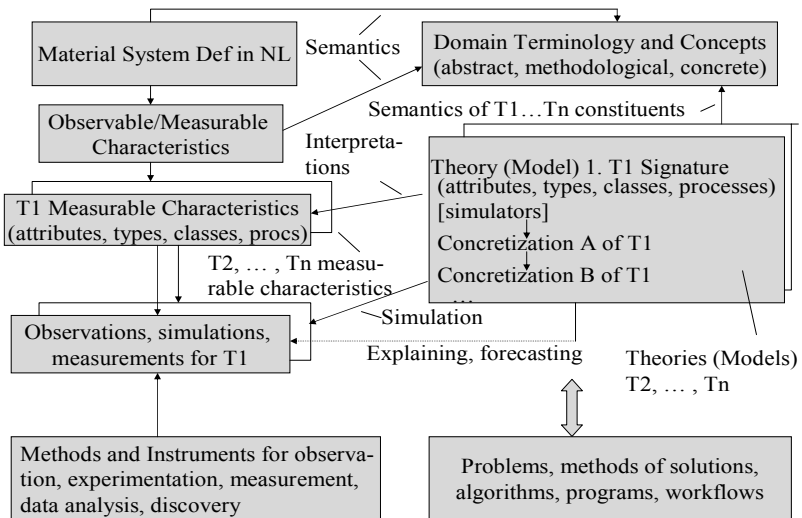 Material System Def in NL
Semantics
Domain Terminology and Concepts
(abstract, methodological, concrete)
Observable/Measurable
Characteristics
Semantics of T1…Tn constituents
Interpreta-
tions
Theory (Model) 1. T1 Signature
(attributes, types, classes, processes)
[simulators]
Concretization A of T1
Concretization B of T1
…
T1 Measurable Characteristics
(attributes, types, classes, procs)
T2, … , Tn measu-
rable characteristics
Simulation
Observations, simulations,
measurements for T1
Explaining, forecasting
Theories (Models)
T2, … , Tn
Methods and Instruments for observa-
tion, experimentation, measurement,
data analysis, discovery
Problems, methods of solutions,
algorithms, programs, workflows